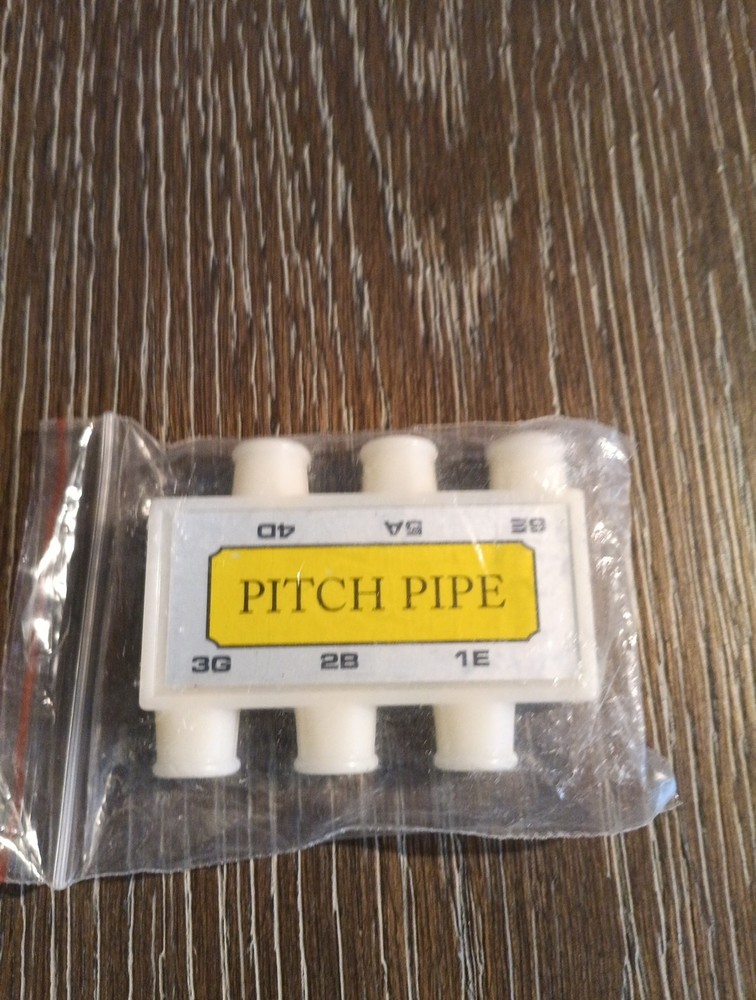 4D 5A 6E
PITCH PIPE
3G 2B 1E